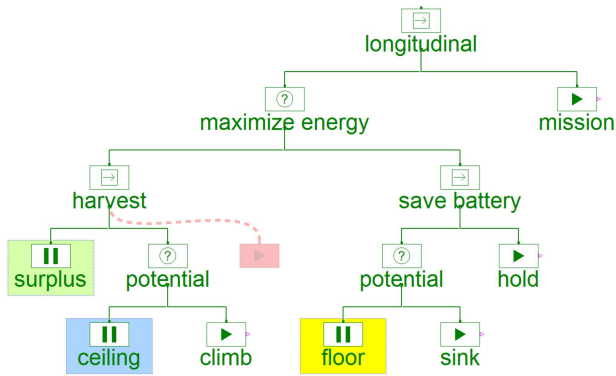 longitudinal
?
maximize energy
mission
harvest
save battery
surplus
?
potential
?
potential
hold
ceiling
climb
floor
sink